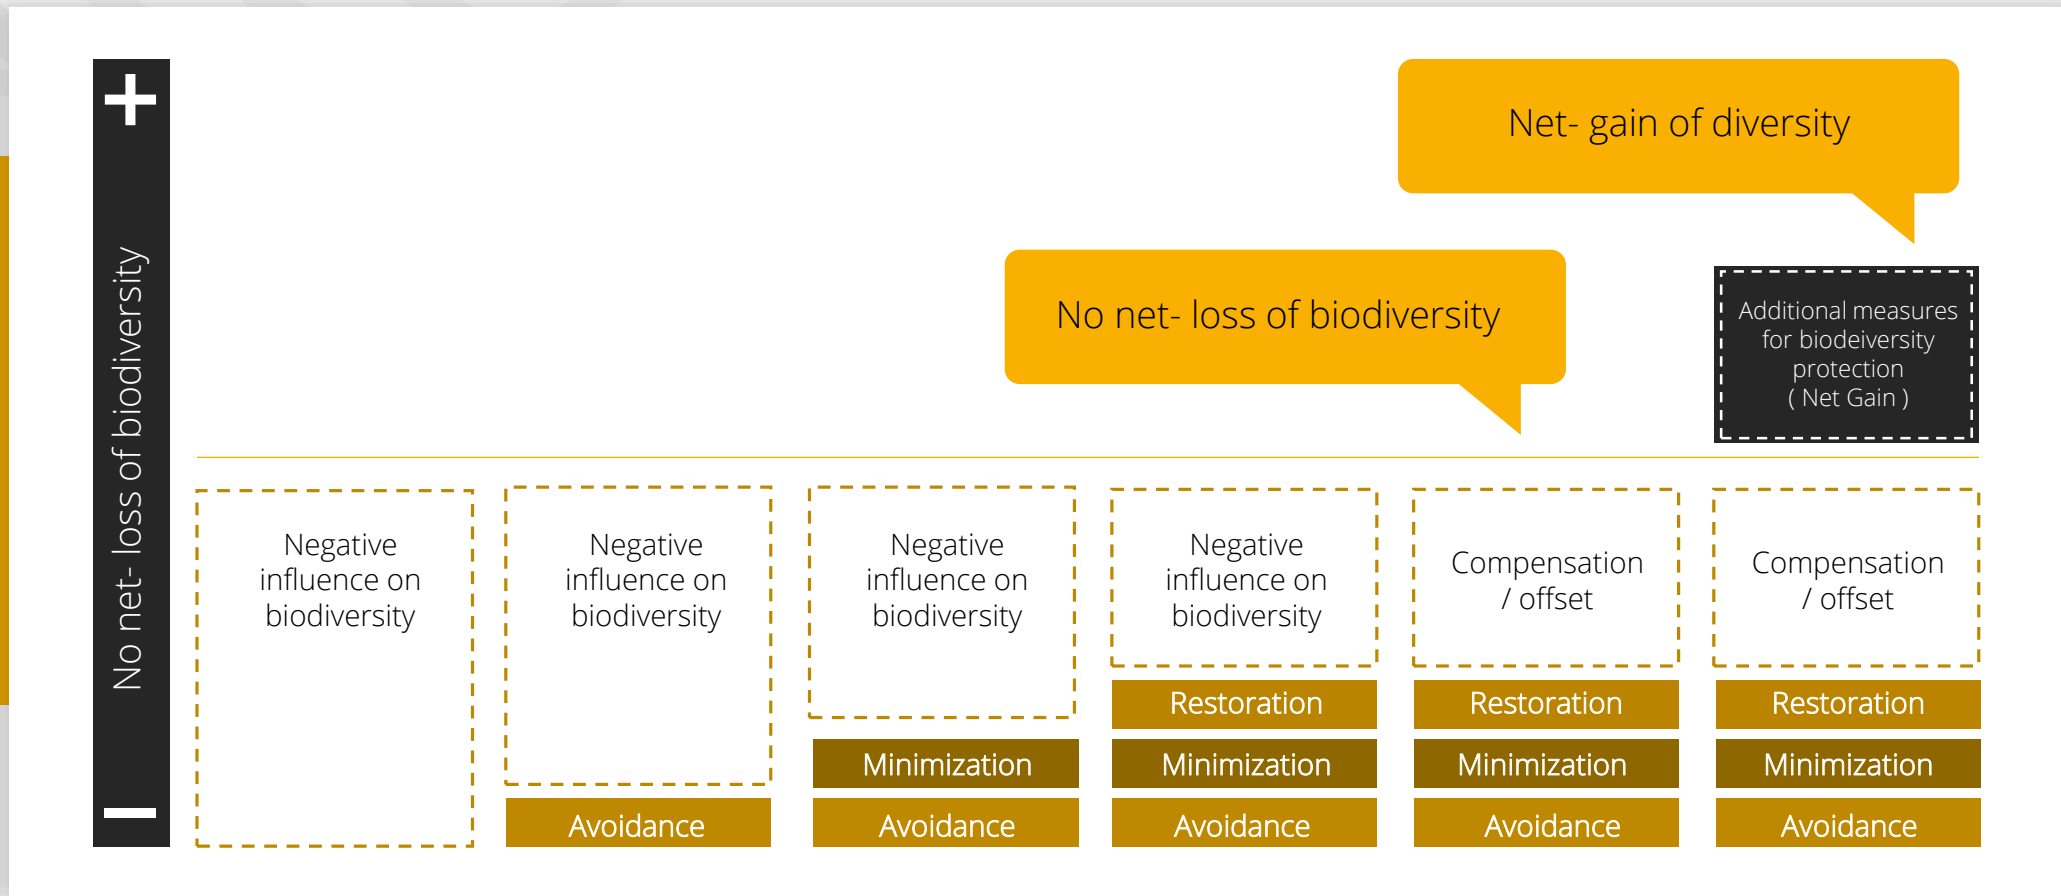 +
No net- loss of biodiversity
Net- gain of diversity
No net- loss of biodiversity
Additional measures
for biodeiversity
protection
( Net Gain )
Negative
influence on
biodiversity
Negative
influence on
biodiversity
Avoidance
Negative
influence on
biodiversity
Minimization
Avoidance
Negative
influence on
biodiversity
Restoration
Minimization
Avoidance
Compensation
/ offset
Restoration
Minimization
Avoidance
Compensation
/ offset
Restoration
Minimization
Avoidance